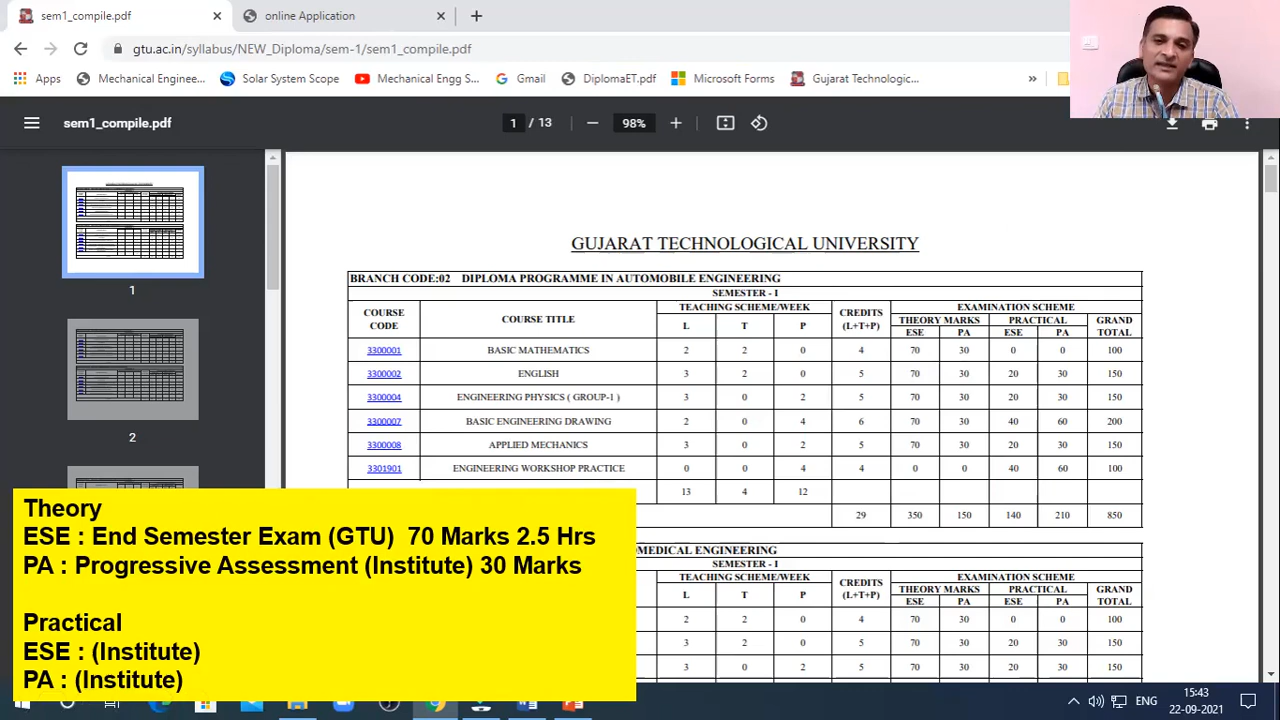 sem1_compile.pdf
online Application
gtu.ac.in/syllabus/NEW_Diploma/sem-1/sem1_compile.pdf
Apps Mechanical Enginee... Solar System Scope Mechanical Engg S... Gmail DiplomaET.pdf Microsoft Forms Gujarat Technologic... »
sem1_compile.pdf 1 / 13 98%
1
2
GUJARAT TECHNOLOGICAL UNIVERSITY
BRANCH CODE:02 DIPLOMA PROGRAMME IN AUTOMOBILE ENGINEERING
SEMESTER - I
COURSE CODE COURSE TITLE TEACHING SCHEME/WEEK CREDITS (L+T+P) EXAMINATION SCHEME
THEORY MARKS PRACTICAL GRAND TOTAL
L T P ESE PA ESE PA
3300001 BASIC MATHEMATICS 2 2 0 4 70 30 0 0 100
3300002 ENGLISH 3 2 0 5 70 30 20 30 150
3300004 ENGINEERING PHYSICS ( GROUP-1 ) 3 0 2 5 70 30 20 30 150
3300007 BASIC ENGINEERING DRAWING 2 0 4 6 70 30 40 60 200
3300008 APPLIED MECHANICS 3 0 2 5 70 30 20 30 150
3301901 ENGINEERING WORKSHOP PRACTICE 0 0 4 4 0 0 40 60 100
13 4 12
29 350 150 140 210 850
OMEDICAL ENGINEERING
SEMESTER - I
TEACHING SCHEME/WEEK CREDITS (L+T+P) EXAMINATION SCHEME
THEORY MARKS PRACTICAL GRAND TOTAL
L T P ESE PA ESE PA
2 2 0 4 70 30 0 0 100
3 2 0 5 70 30 20 30 150
3 0 2 5 70 30 20 30 150
Theory
ESE : End Semester Exam (GTU) 70 Marks 2.5 Hrs
PA : Progressive Assessment (Institute) 30 Marks
Practical
ESE : (Institute)
PA : (Institute)
ENG
15:43
22-09-2021